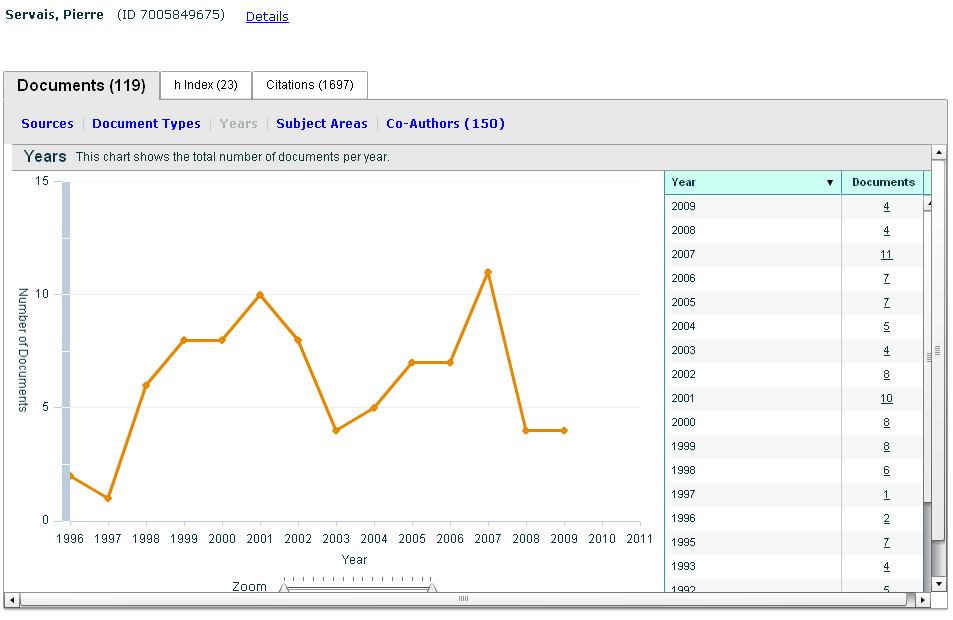 Servais, Pierre (ID 7005849675) Details
Documents (119) h Index (23) Citations (1697)
Sources Document Types Years Subject Areas Co-Authors (150)
Years This chart shows the total number of documents per year.
15
10
5
0
Number of Documents
1996 1997 1998 1999 2000 2001 2002 2003 2004 2005 2006 2007 2008 2009 2010 2011
Year
Zoom
Year Documents
2009 4
2008 4
2007 11
2006 7
2005 7
2004 5
2003 4
2002 8
2001 10
2000 8
1999 8
1998 6
1997 1
1996 2
1995 7
1993 4
1992 5